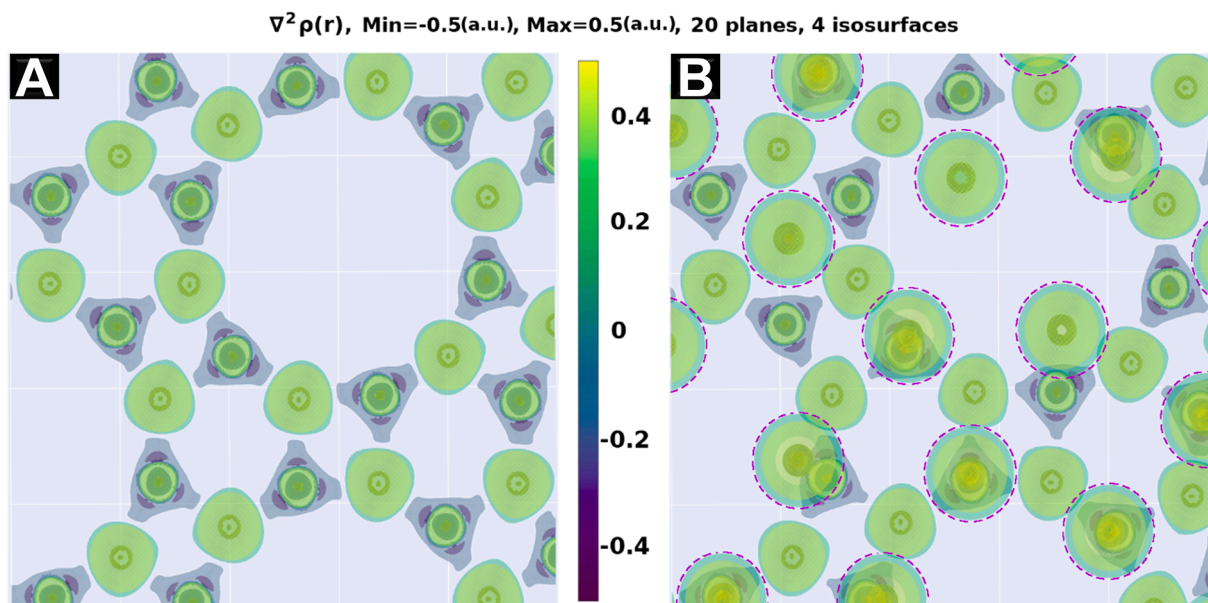 ∇²ρ(r), Min=-0.5(a.u.), Max=0.5(a.u.), 20 planes, 4 isosurfaces
A
B
0.4
0.2
0
-0.2
-0.4